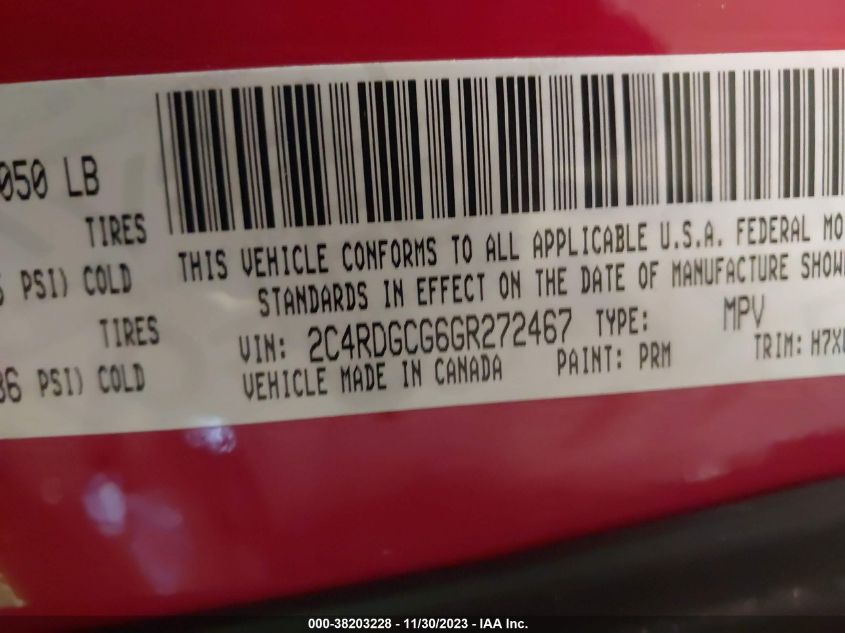 050 LB
TIRES
PSI) COLD
TIRES
36 PSI) COLD
THIS VEHICLE CONFORMS TO ALL APPLICABLE U.S.A. FEDERAL MO
STANDARDS IN EFFECT ON THE DATE OF MANUFACTURE SHOW
VIN: 2C4RDGCG6GR272467 TYPE: MPV
VEHICLE MADE IN CANADA PAINT: PRM TRIM: H7X
000-38203228 - 11/30/2023 - IAA Inc.